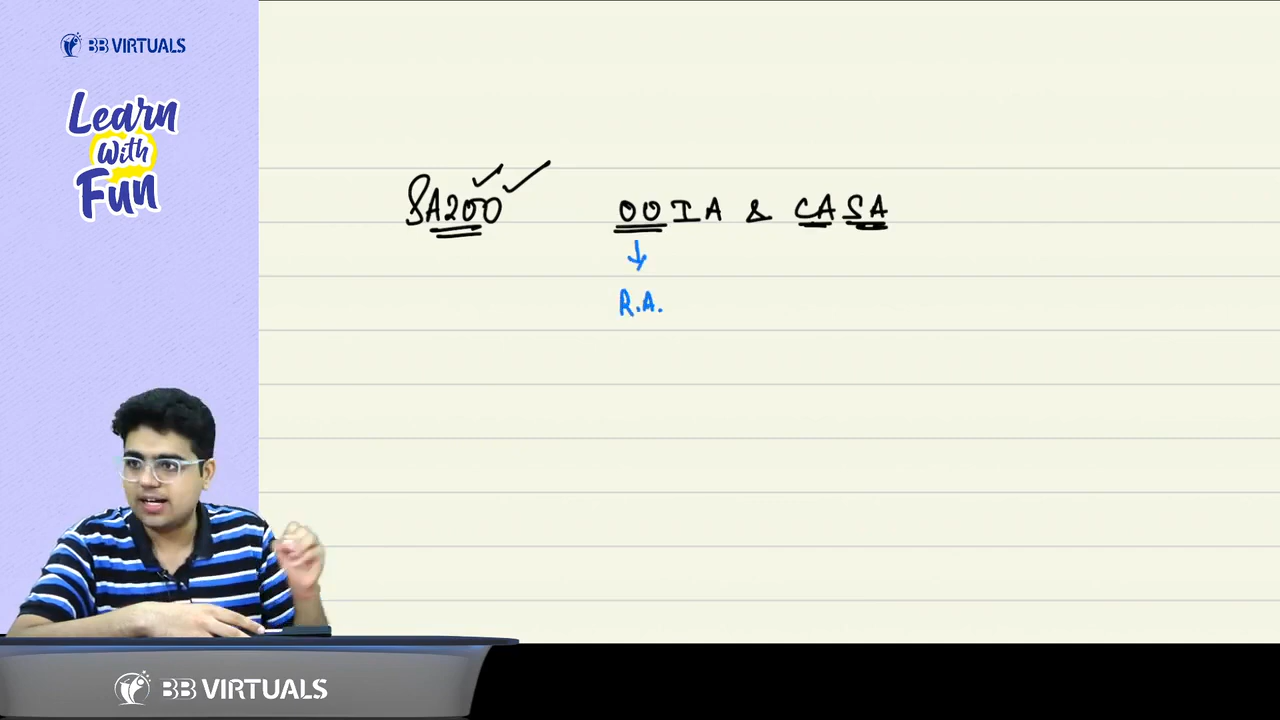 BB VIRTUALS
Learn
With
Fun
SA200 OOIA & CASA
R.A.
BB VIRTUALS